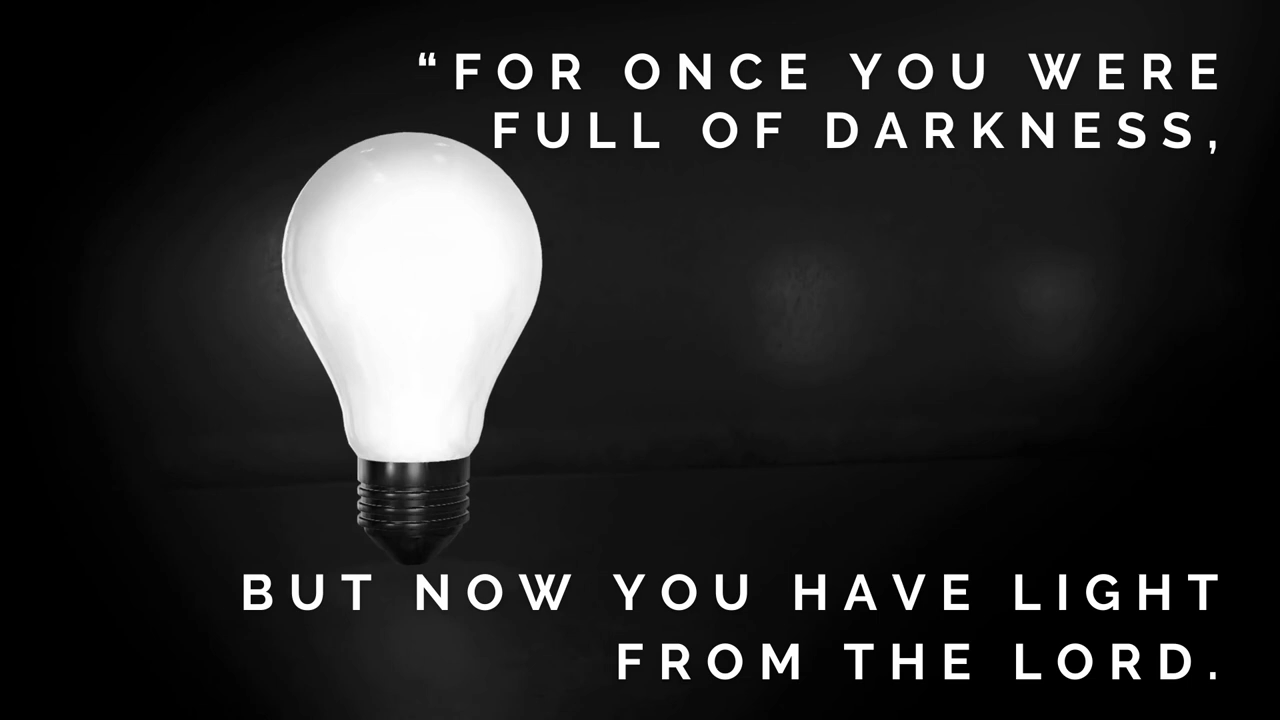 “FOR ONCE YOU WERE
FULL OF DARKNESS,
BUT NOW YOU HAVE LIGHT
FROM THE LORD.